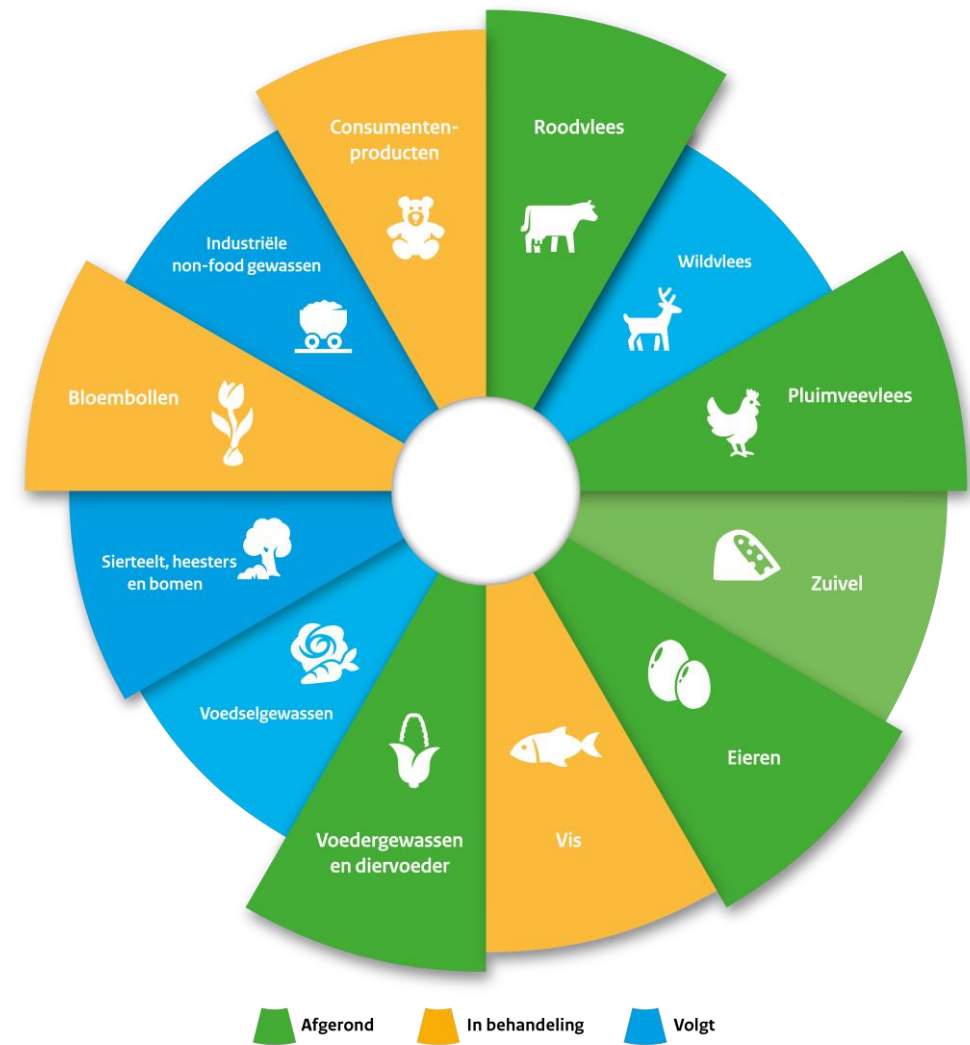 Consumenten-
producten
Roodvlees
Industriële
non-food gewassen
Wildvlees
Bloembollen
Pluimveevlees
Sierteelt, heesters
en bomen
Zuivel
Voedselgewassen
Eieren
Voedergewassen
en diervoeder
Vis
Afgerond
In behandeling
Volgt